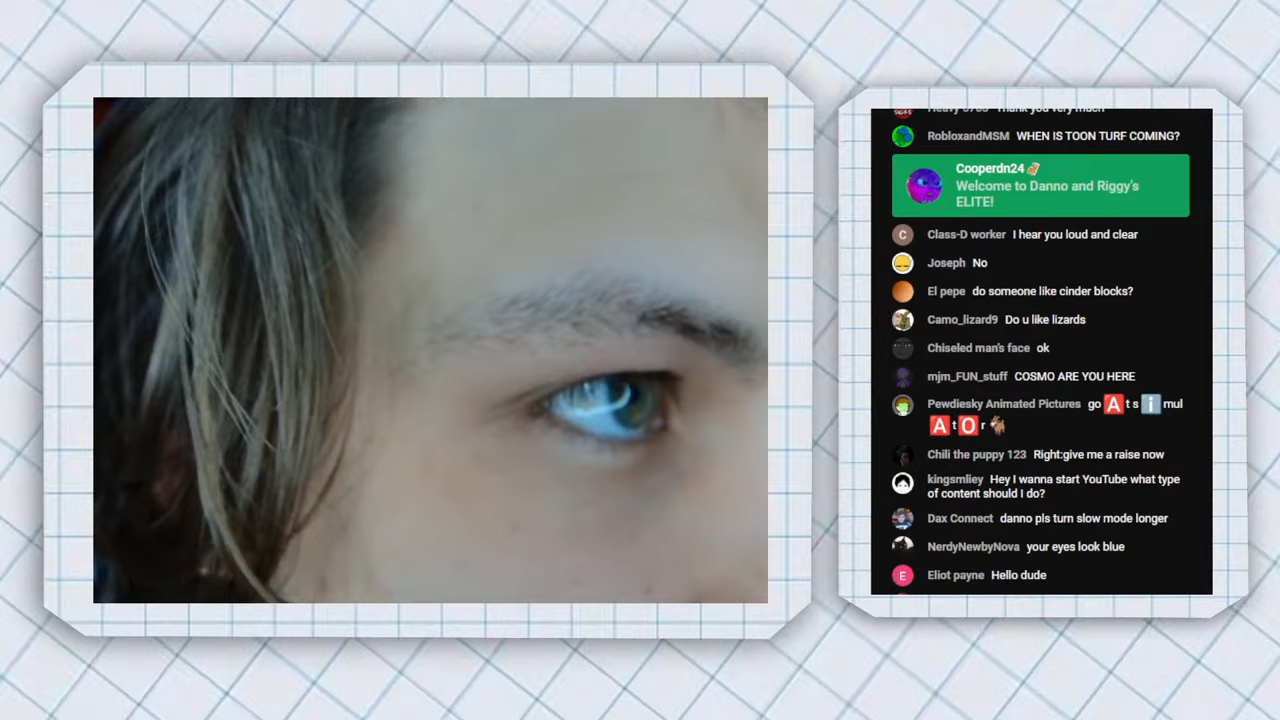 Thank you very much
RobloxandMSM WHEN IS TOON TURF COMING?
Cooperdn24
Welcome to Danno and Riggy's
ELITE!
C Class-D worker I hear you loud and clear
Joseph No
El pepe do someone like cinder blocks?
Camo_lizard9 Do u like lizards
Chiseled man's face ok
mjm_FUN_stuff COSMO ARE YOU HERE
Pewdiesky Animated Pictures go A t s i mul
A t O r
Chili the puppy 123 Right:give me a raise now
kingsmliey Hey I wanna start YouTube what type
of content should I do?
Dax Connect danno pls turn slow mode longer
NerdyNewbyNova your eyes look blue
E Eliot payne Hello dude